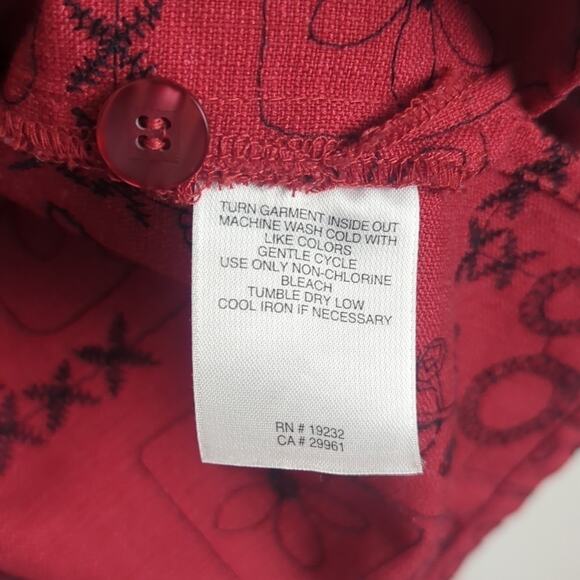 TURN GARMENT INSIDE OUT
MACHINE WASH COLD WITH
LIKE COLORS
GENTLE CYCLE
USE ONLY NON-CHLORINE
BLEACH
TUMBLE DRY LOW
COOL IRON IF NECESSARY
RN # 19232
CA # 29961